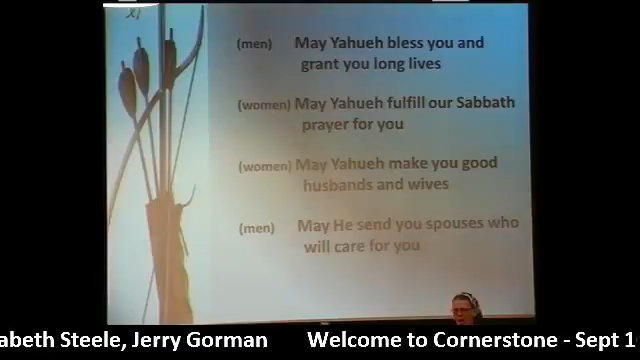 (men) May Yahueh bless you and
grant you long lives
(women) May Yahueh fulfill our Sabbath
prayer for you
(women) May Yahueh make you good
husbands and wives
(men) May He send you spouses who
will care for you
abeth Steele, Jerry Gorman Welcome to Cornerstone - Sept 1